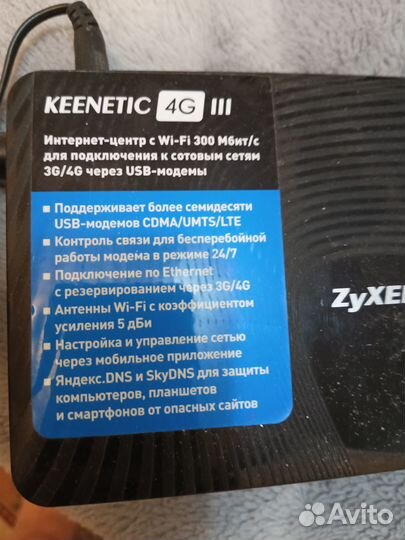 KEENETIC 4G III
Интернет-центр с Wi-Fi 300 Мбит/с
для подключения к сотовым сетям
3G/4G через USB-модемы
Поддерживает более семидесяти
USB-модемов CDMA/UMTS/LTE
Контроль связи для бесперебойной
работы модема в режиме 24/7
Подключение по Ethernet
с резервированием через 3G/4G
Антенны Wi-Fi с коэффициентом
усиления 5 дБи
Настройка и управление сетью
через мобильное приложение
Яндекс.DNS и SkyDNS для защиты
компьютеров, планшетов
и смартфонов от опасных сайтов
ZyXEL
Avito